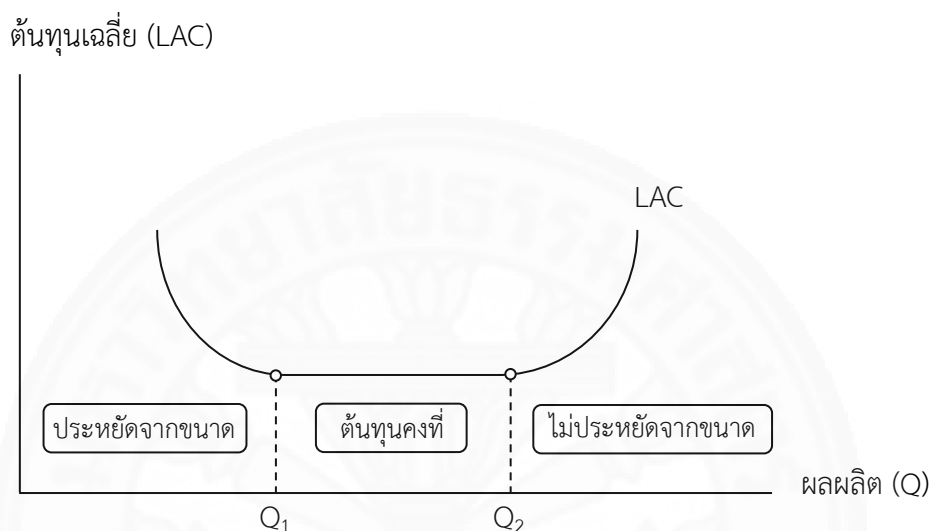 ต้นทุนเฉลี่ย (LAC)
LAC
ประหยัดจากขนาด
ต้นทุนคงที่
ไม่ประหยัดจากขนาด
ผลผลิต (Q)
Q₁
Q₂